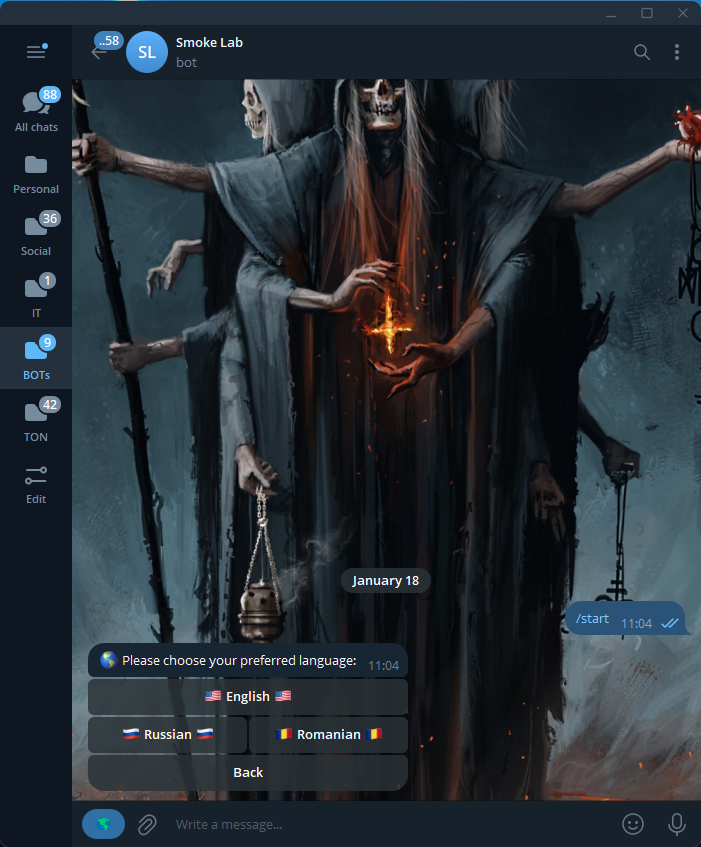 ..58
SL
Smoke Lab
bot
88
All chats
Personal
36
Social
1
IT
9
BOTs
42
TON
Edit
January 18
/start 11:04
Please choose your preferred language: 11:04
English
Russian
Romanian
Back
Write a message...